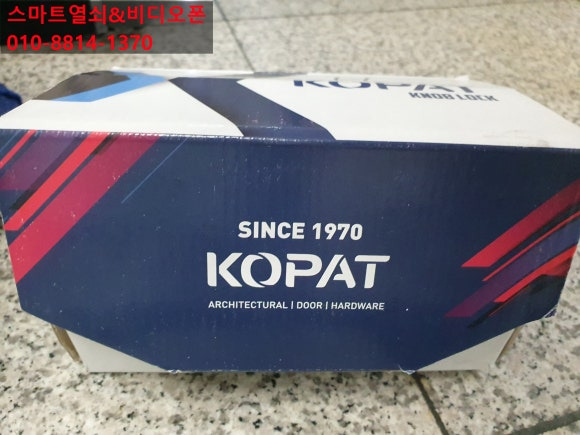 스마트열쇠&비디오폰
010-8814-1370
KOPAT
KNOB LOCK
SINCE 1970
KOPAT
ARCHITECTURAL | DOOR | HARDWARE